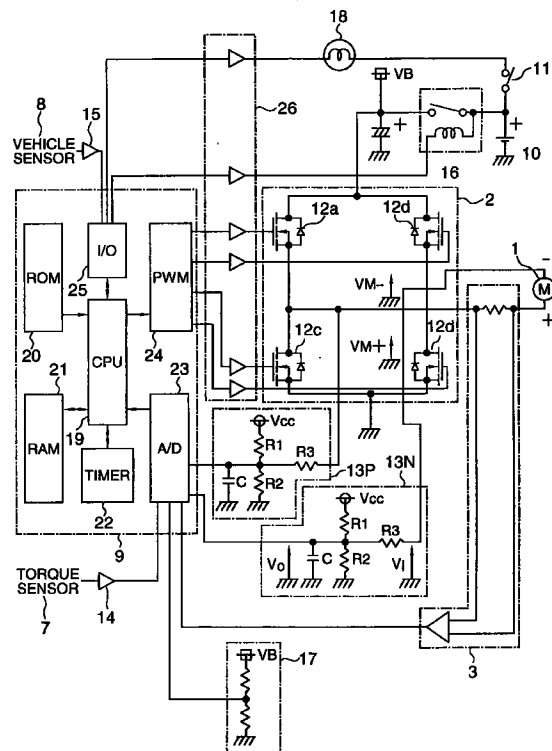 18
11
VB
+
+
10
26
8
15
VEHICLE
SENSOR
16
2
12a
12d
1
-
M
+
ROM
I/O
PWM
20
25
24
VM-
VM+
12c
12d
21
CPU
23
RAM
A/D
19
TIMER
22
9
Vcc
R1
R3
C
R2
13P
13N
Vcc
R1
R3
Vo
C
R2
VI
TORQUE
SENSOR
7
14
3
VB
17